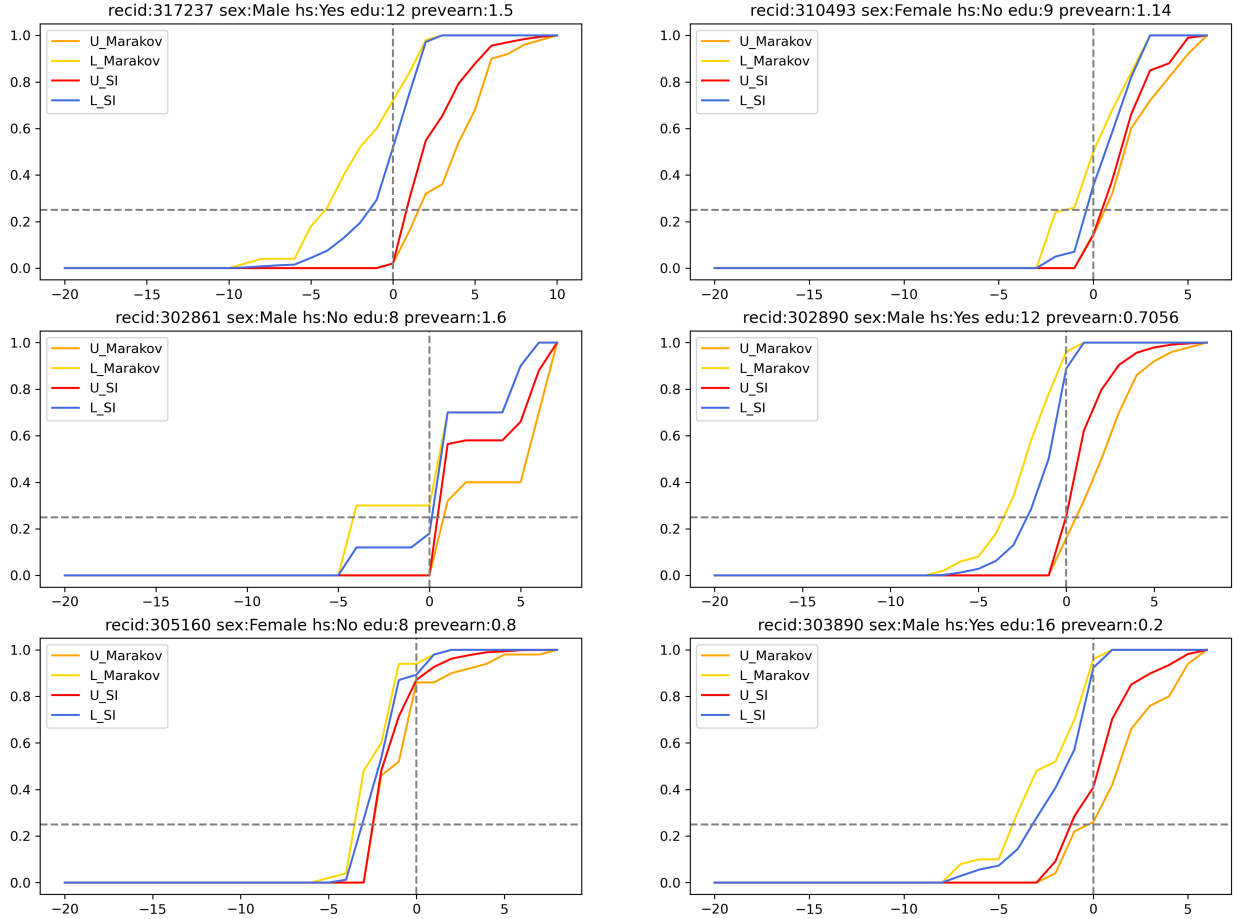 recid:317237 sex:Male hs:Yes edu:12 prevearn:1.5
1.0
0.8
0.6
0.4
0.2
0.0
U_Marakov
L_Marakov
U_SI
L_SI
−20 −15 −10 −5 0 5 10
recid:310493 sex:Female hs:No edu:9 prevearn:1.14
1.0
0.8
0.6
0.4
0.2
0.0
U_Marakov
L_Marakov
U_SI
L_SI
−20 −15 −10 −5 0 5
recid:302861 sex:Male hs:No edu:8 prevearn:1.6
1.0
0.8
0.6
0.4
0.2
0.0
U_Marakov
L_Marakov
U_SI
L_SI
−20 −15 −10 −5 0 5
recid:302890 sex:Male hs:Yes edu:12 prevearn:0.7056
1.0
0.8
0.6
0.4
0.2
0.0
U_Marakov
L_Marakov
U_SI
L_SI
−20 −15 −10 −5 0 5
recid:305160 sex:Female hs:No edu:8 prevearn:0.8
1.0
0.8
0.6
0.4
0.2
0.0
U_Marakov
L_Marakov
U_SI
L_SI
−20 −15 −10 −5 0 5
recid:303890 sex:Male hs:Yes edu:16 prevearn:0.2
1.0
0.8
0.6
0.4
0.2
0.0
U_Marakov
L_Marakov
U_SI
L_SI
−20 −15 −10 −5 0 5